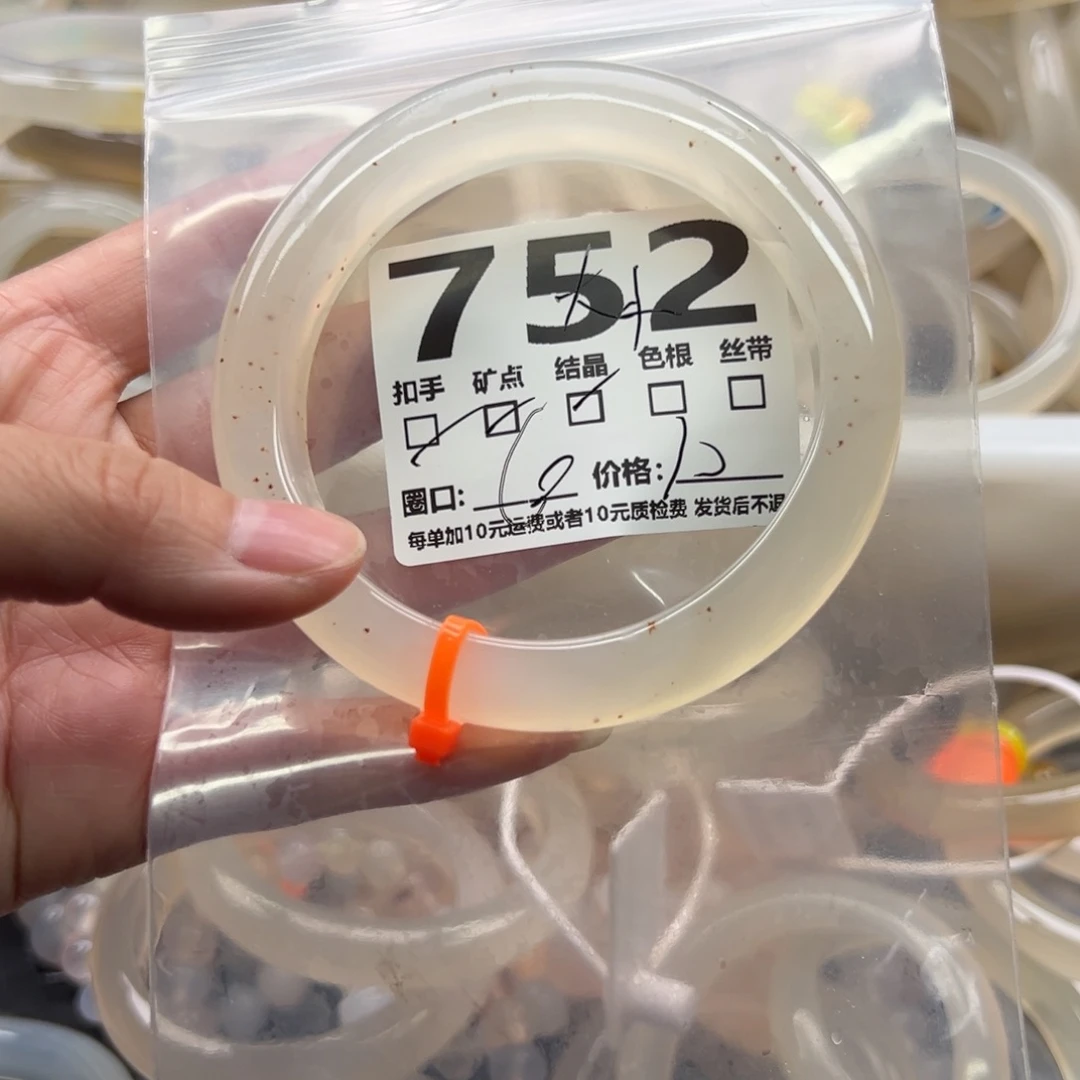 752
扣手 矿点 结晶 色根 丝带
圈口: 价格:
每单加10元运费或者10元质检费 发货后不退